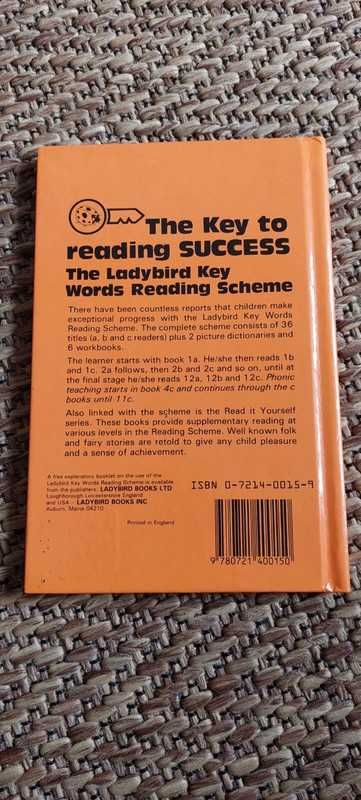 The Key to
reading SUCCESS
The Ladybird Key
Words Reading Scheme
There have been countless reports that children make
exceptional progress with the Ladybird Key Words
Reading Scheme. The complete scheme consists of 36
titles (a, b and c readers) plus 2 picture dictionaries and
6 workbooks.
The learner starts with book 1a. He/she then reads 1b
and 1c. 2a follows, then 2b and 2c and so on, until at
the final stage he/she reads 12a, 12b and 12c. Phonic
teaching starts in book 4c and continues through the c
books until 11c.
Also linked with the scheme is the Read it Yourself
series. These books provide supplementary reading at
various levels in the Reading Scheme. Well known folk
and fairy stories are retold to give any child pleasure and
a sense of achievement.
A free explanatory booklet on the use of the
Ladybird Key Words Reading Scheme is available
from the publishers: LADYBIRD BOOKS LTD
Loughborough Leicestershire England
and USA LADYBIRD BOOKS INC
Auburn, Maine 04210
Printed in England
ISBN 0-7214-0015-9
9 780721 400150